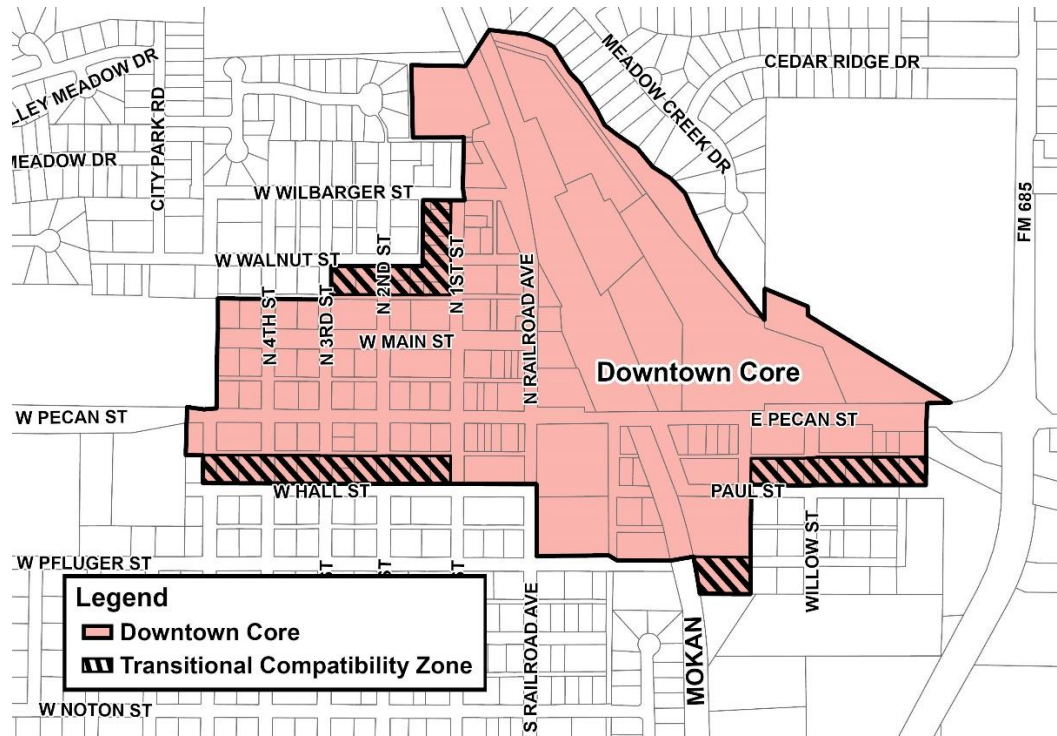 MEADOW CREEK DR
CEDAR RIDGE DR
LLEY MEADOW DR
CITY PARK RD
MEADOW DR
W WILBARGER ST
FM 685
W WALNUT ST
N 2ND ST
N 1ST ST
N 4TH ST
N 3RD ST
W MAIN ST
N RAILROAD AVE
Downtown Core
W PECAN ST
E PECAN ST
W HALL ST
PAUL ST
WILLOW ST
W PFLUGER ST
ST
ST
ST
S RAILROAD AVE
MOKAN
Legend
Downtown Core
Transitional Compatibility Zone
W NOTON ST